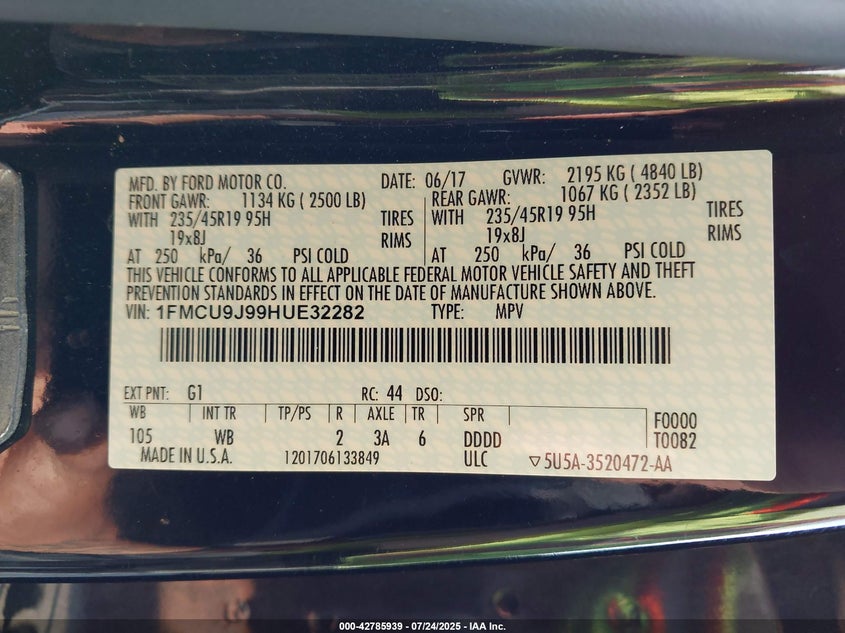 MFD. BY FORD MOTOR CO. DATE: 06/17 GVWR: 2195 KG ( 4840 LB)
FRONT GAWR: 1134 KG ( 2500 LB) REAR GAWR: 1067 KG ( 2352 LB)
WITH 235/45R19 95H TIRES WITH 235/45R19 95H TIRES
19x8J RIMS 19x8J RIMS
AT 250 kPa/ 36 PSI COLD AT 250 kPa/ 36 PSI COLD
THIS VEHICLE CONFORMS TO ALL APPLICABLE FEDERAL MOTOR VEHICLE SAFETY AND THEFT
PREVENTION STANDARDS IN EFFECT ON THE DATE OF MANUFACTURE SHOWN ABOVE.
VIN: 1FMCU9J99HUE32282 TYPE: MPV
EXT PNT: G1 RC: 44 DSO:
WB INT TR TP/PS R AXLE TR SPR F0000
105 WB 2 3A 6 DDDD T0082
MADE IN U.S.A. 1201706133849 ULC ▽5U5A-3520472-AA
000-42785939 - 07/24/2025 - IAA Inc.